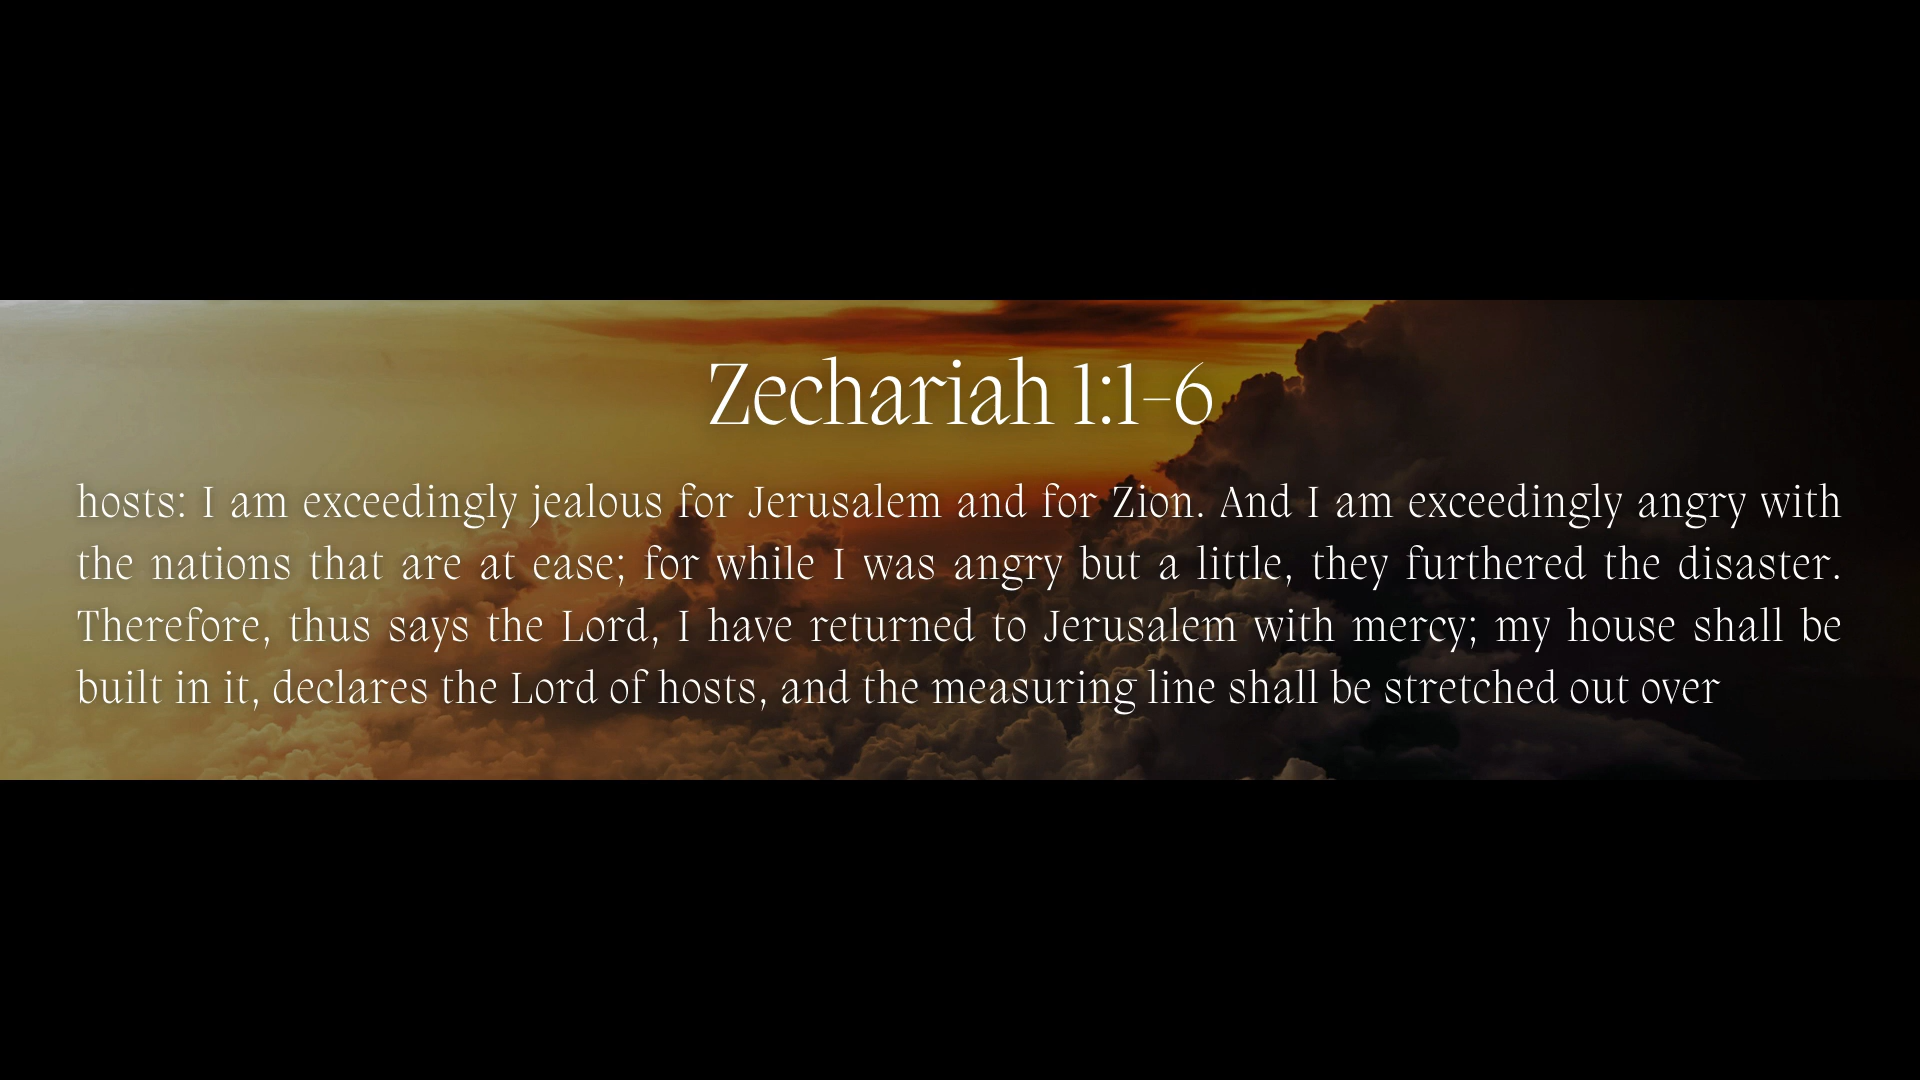 Zechariah 1:1–6
hosts: I am exceedingly jealous for Jerusalem and for Zion. And I am exceedingly angry with
the nations that are at ease; for while I was angry but a little, they furthered the disaster.
Therefore, thus says the Lord, I have returned to Jerusalem with mercy; my house shall be
built in it, declares the Lord of hosts, and the measuring line shall be stretched out over